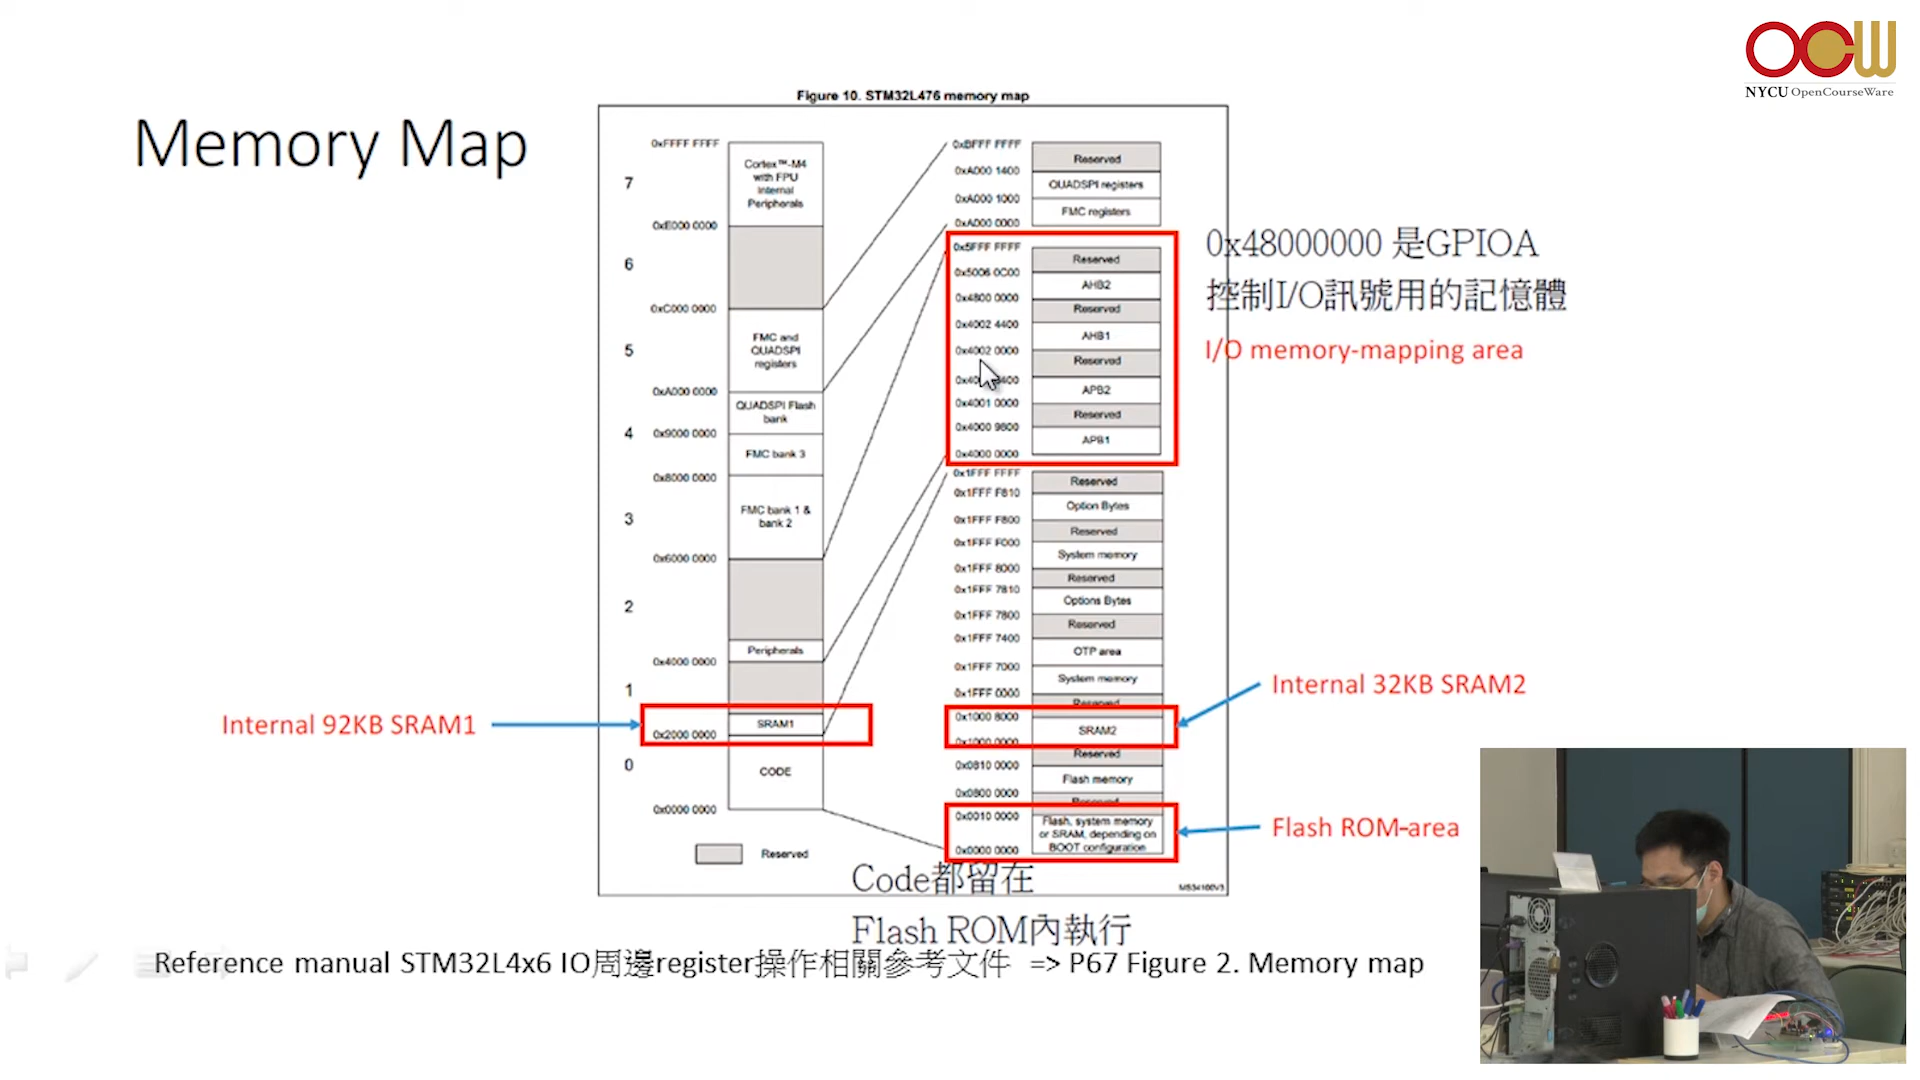 OCW
NYCU OpenCourseWare
Memory Map
Figure 10. STM32L476 memory map
0xFFFF FFFF
7
Cortex™-M4
with FPU
Internal
Peripherals
0xE000 0000
6
0xC000 0000
5
FMC and
QUADSPI
registers
0xA000 0000
QUADSPI Flash
bank
4
0x9000 0000
FMC bank 3
0x8000 0000
3
FMC bank 1 &
bank 2
0x6000 0000
2
Peripherals
0x4000 0000
1
SRAM1
0x2000 0000
0
CODE
0x0000 0000
Reserved
Internal 92KB SRAM1
0xBFFF FFFF
Reserved
0xA000 1400
QUADSPI registers
0xA000 1000
FMC registers
0xA000 0000
0x5FFF FFFF
Reserved
0x5006 0C00
AHB2
0x4800 0000
Reserved
0x4002 4400
AHB1
0x4002 0000
Reserved
APB2
0x4001 0000
Reserved
0x4000 9800
APB1
0x4000 0000
0x1FFF FFFF
Reserved
0x1FFF F810
Option Bytes
0x1FFF F800
Reserved
0x1FFF F000
System memory
0x1FFF 8000
Reserved
0x1FFF 7810
Options Bytes
0x1FFF 7800
Reserved
0x1FFF 7400
OTP area
0x1FFF 7000
System memory
0x1FFF 0000
Reserved
0x1000 8000
SRAM2
0x1000 0000
Reserved
0x0810 0000
Flash memory
0x0800 0000
Reserved
0x0010 0000
Flash, system memory
or SRAM, depending on
BOOT configuration
0x0000 0000
MS34100V3
0x48000000 是GPIOA
控制I/O訊號用的記憶體
I/O memory-mapping area
Internal 32KB SRAM2
Flash ROM-area
Code都留在
Flash ROM內執行
Reference manual STM32L4x6 IO周邊register操作相關參考文件 => P67 Figure 2. Memory map